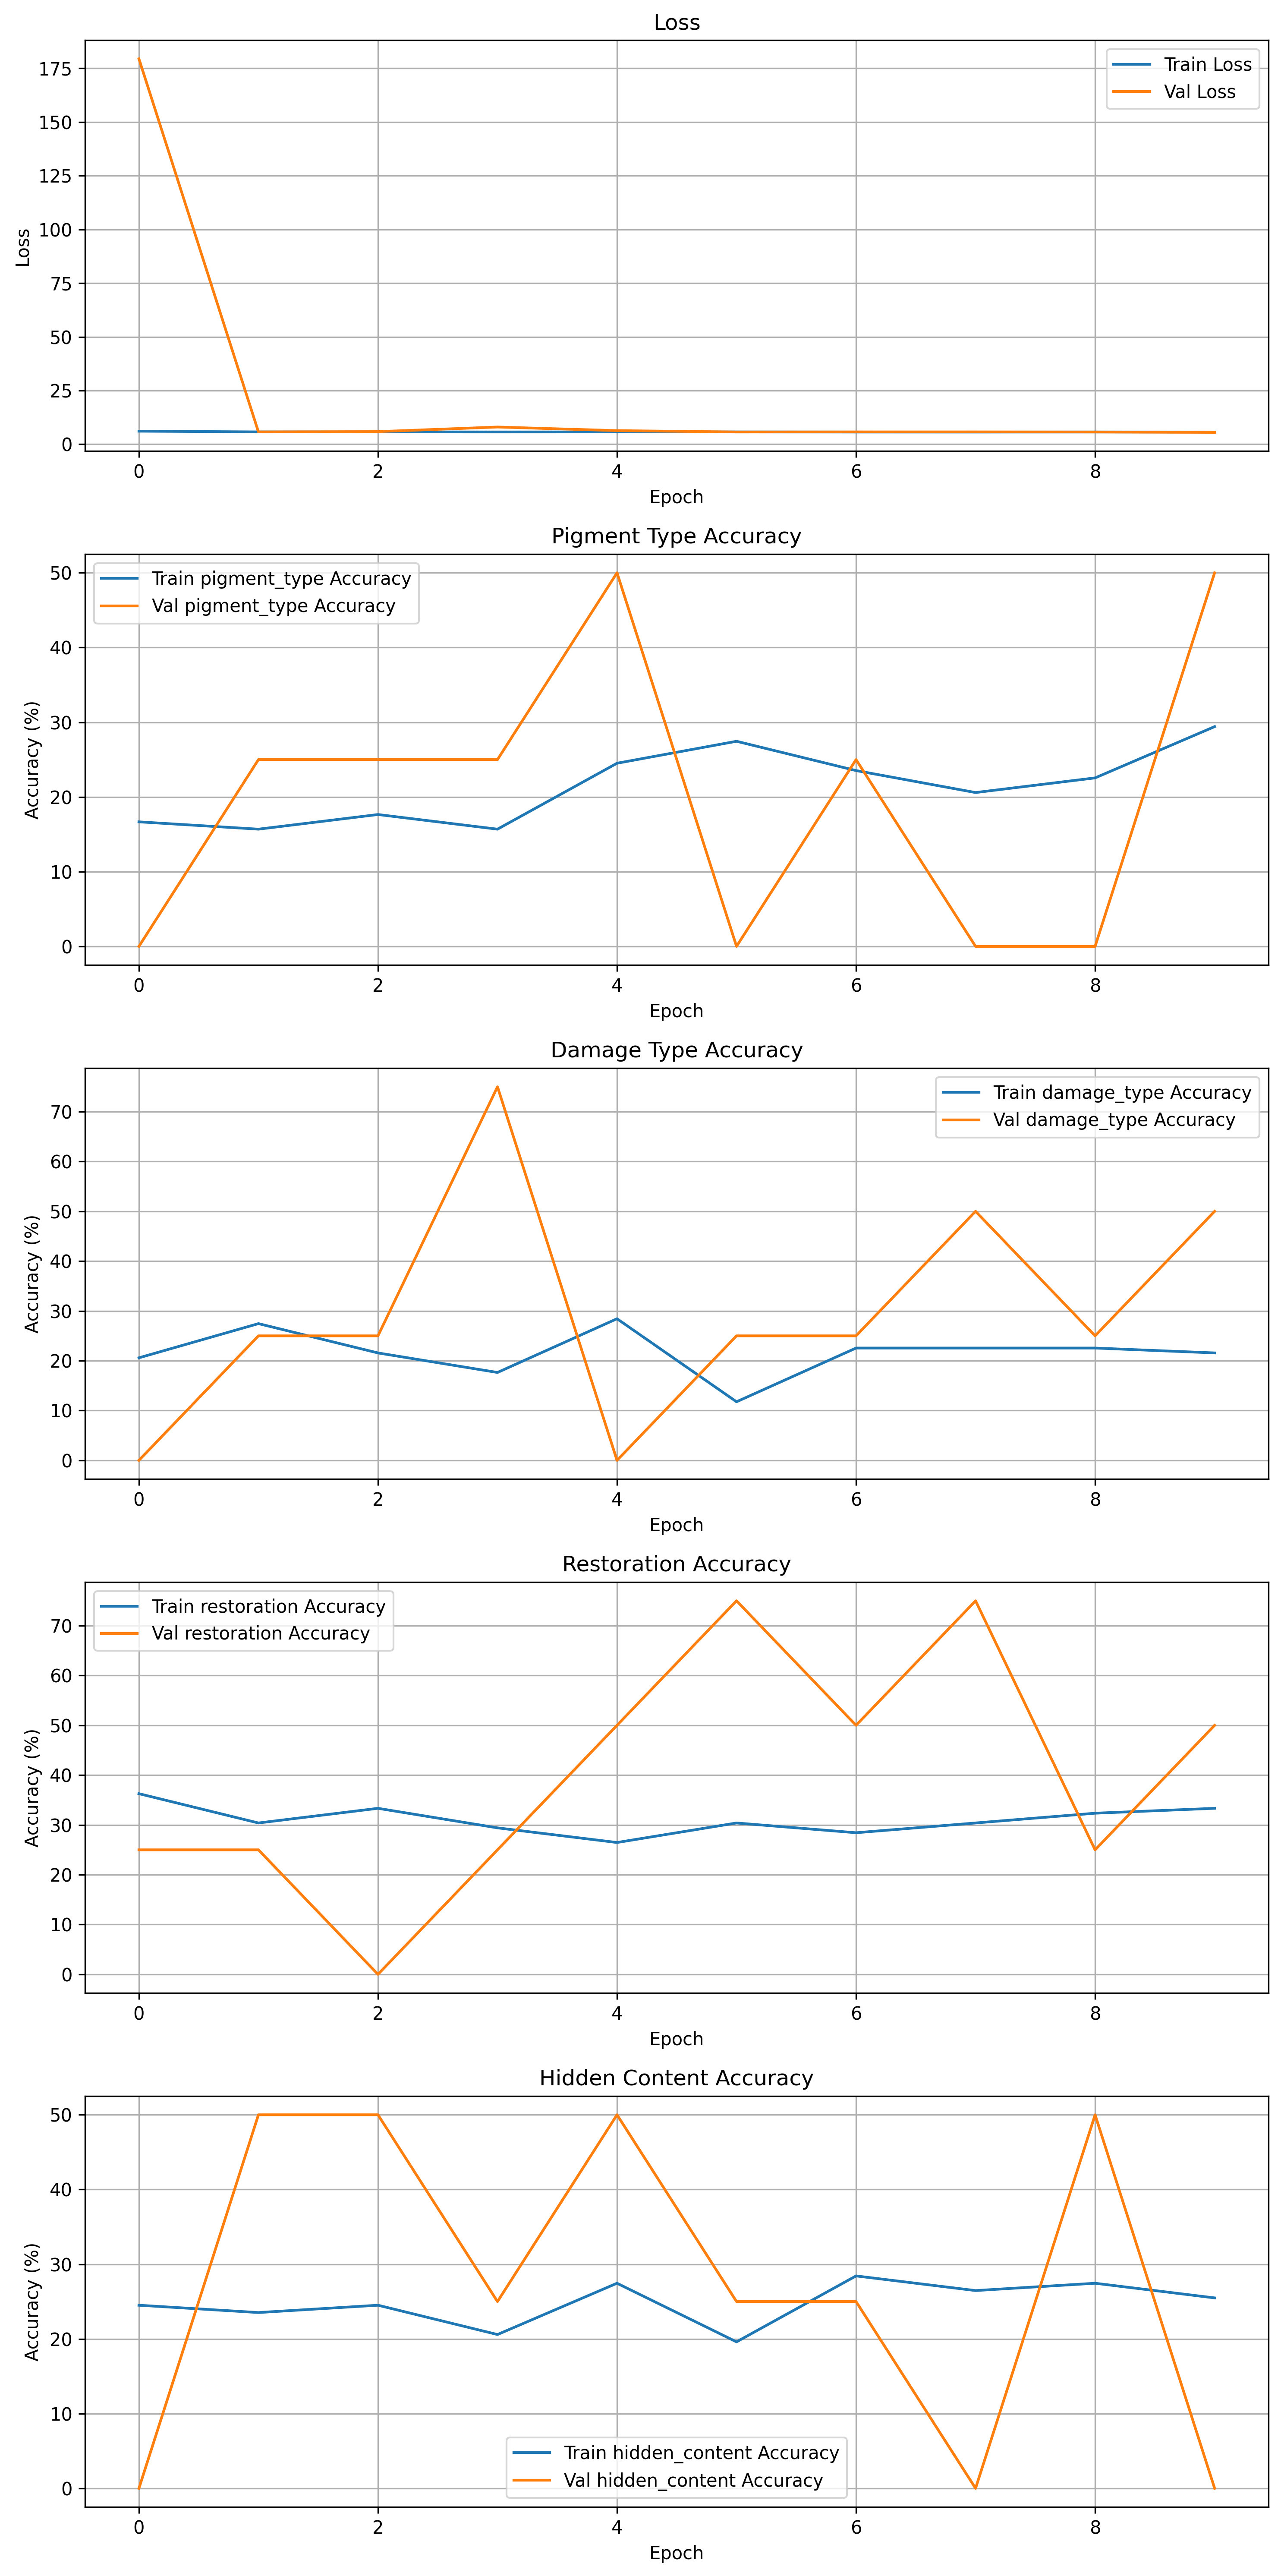 Loss
Train Loss
Val Loss
175
150
125
100
75
50
25
0
Loss
0 2 4 6 8
Epoch
Pigment Type Accuracy
Train pigment_type Accuracy
Val pigment_type Accuracy
50
40
30
20
10
0
Accuracy (%)
0 2 4 6 8
Epoch
Damage Type Accuracy
Train damage_type Accuracy
Val damage_type Accuracy
70
60
50
40
30
20
10
0
Accuracy (%)
0 2 4 6 8
Epoch
Restoration Accuracy
Train restoration Accuracy
Val restoration Accuracy
70
60
50
40
30
20
10
0
Accuracy (%)
0 2 4 6 8
Epoch
Hidden Content Accuracy
50
40
30
20
10
0
Accuracy (%)
Train hidden_content Accuracy
Val hidden_content Accuracy
0 2 4 6 8
Epoch